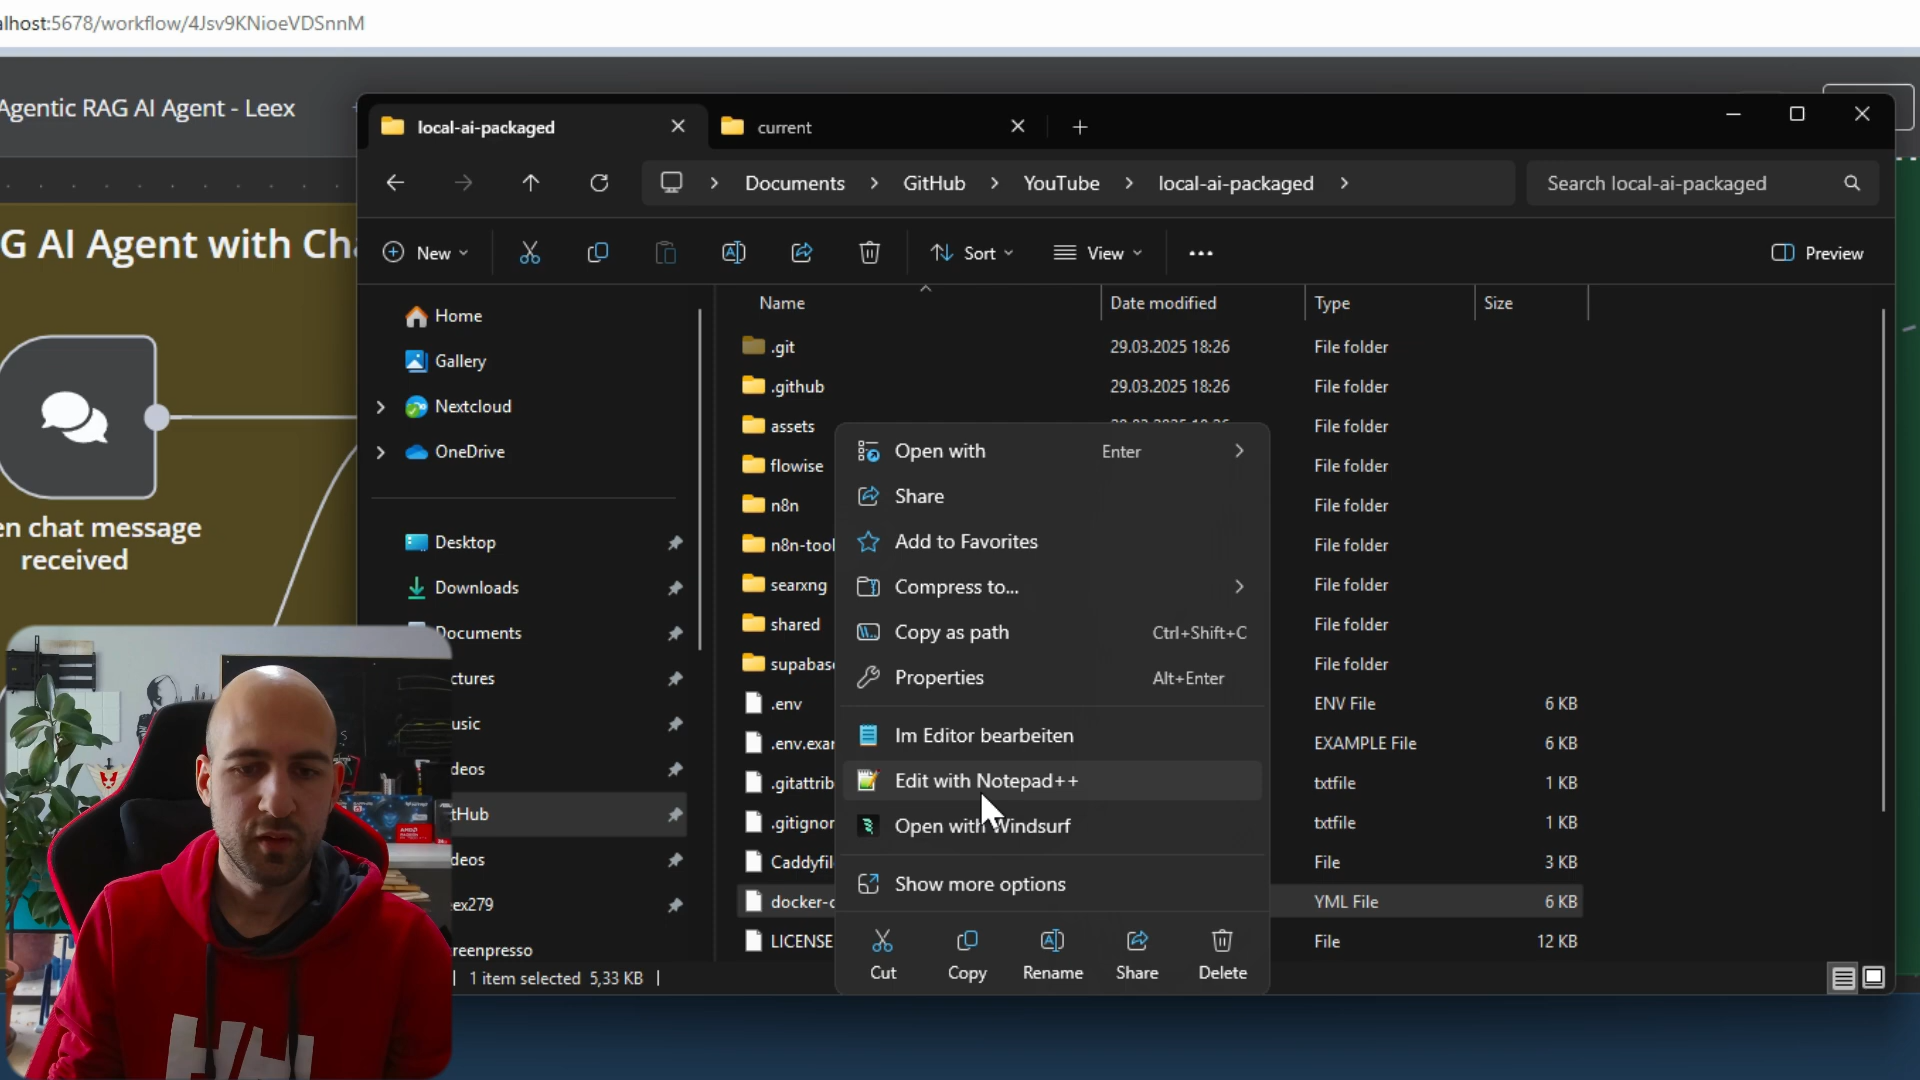 alhost:5678/workflow/4Jsv9KNioeVDSnnM
Agentic RAG AI Agent - Leex
local-ai-packaged
current
Documents
GitHub
YouTube
local-ai-packaged
Search local-ai-packaged
G AI Agent with Cha
New
Sort
View
Preview
Name
Date modified
Type
Size
Home
Gallery
Nextcloud
OneDrive
Desktop
Downloads
Documents
ctures
usic
deos
tHub
deos
ex279
reenpresso
en chat message
received
.git 29.03.2025 18:26 File folder
.github 29.03.2025 18:26 File folder
assets File folder
flowise File folder
n8n File folder
n8n-tool File folder
searxng File folder
shared File folder
supabase File folder
.env ENV File 6 KB
.env.exar EXAMPLE File 6 KB
.gitattrib txtfile 1 KB
.gitignor txtfile 1 KB
Caddyfil File 3 KB
docker-c YML File 6 KB
LICENSE File 12 KB
Open with Enter
Share
Add to Favorites
Compress to...
Copy as path Ctrl+Shift+C
Properties Alt+Enter
Im Editor bearbeiten
Edit with Notepad++
Open with Windsurf
Show more options
Cut
Copy
Rename
Share
Delete
1 item selected 5,33 KB
AMD
HH